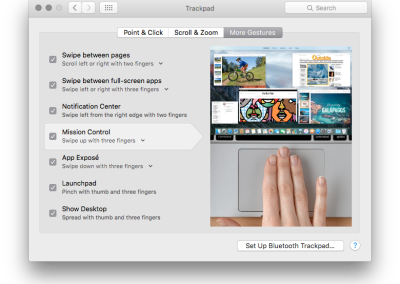 Trackpad
Search
Point & Click
Scroll & Zoom
More Gestures
Swipe between pages
Scroll left or right with two fingers
Swipe between full-screen apps
Swipe left or right with three fingers
Notification Center
Swipe left from the right edge with two fingers
Mission Control
Swipe up with three fingers
App Exposé
Swipe down with three fingers
Launchpad
Pinch with thumb and three fingers
Show Desktop
Spread with thumb and three fingers
GALÁPAGOS
Set Up Bluetooth Trackpad...
?